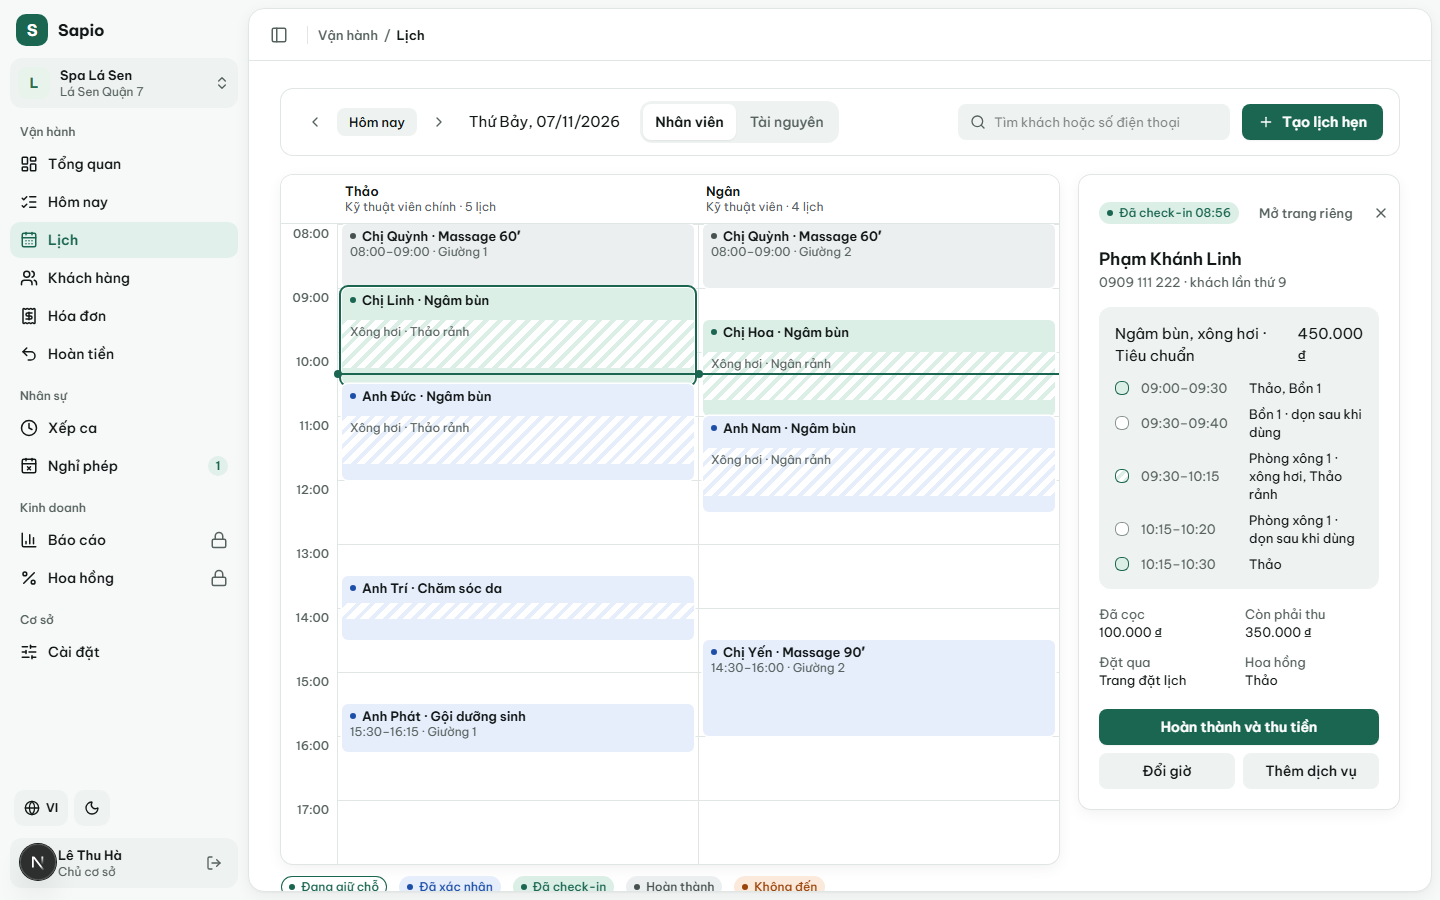 S Sapio
L
Spa Lá Sen
Lá Sen Quận 7
Vận hành
Tổng quan
Hôm nay
Lịch
Khách hàng
Hóa đơn
Hoàn tiền
Nhân sự
Xếp ca
Nghỉ phép 1
Kinh doanh
Báo cáo
Hoa hồng
Cơ sở
Cài đặt
VI
N
Lê Thu Hà
Chủ cơ sở
Vận hành / Lịch
Hôm nay
Thứ Bảy, 07/11/2026
Nhân viên
Tài nguyên
Tìm khách hoặc số điện thoại
Tạo lịch hẹn
Thảo
Kỹ thuật viên chính · 5 lịch
Ngân
Kỹ thuật viên · 4 lịch
08:00
09:00
10:00
11:00
12:00
13:00
14:00
15:00
16:00
17:00
Chị Quỳnh · Massage 60′
08:00–09:00 · Giường 1
Chị Linh · Ngâm bùn
Xông hơi · Thảo rảnh
Anh Đức · Ngâm bùn
Xông hơi · Thảo rảnh
Anh Trí · Chăm sóc da
Anh Phát · Gội dưỡng sinh
15:30–16:15 · Giường 1
Chị Quỳnh · Massage 60′
08:00–09:00 · Giường 2
Chị Hoa · Ngâm bùn
Xông hơi · Ngân rảnh
Anh Nam · Ngâm bùn
Xông hơi · Ngân rảnh
Chị Yến · Massage 90′
14:30–16:00 · Giường 2
Đang giữ chỗ
Đã xác nhận
Đã check-in
Hoàn thành
Không đến
Đã check-in 08:56
Mở trang riêng
Phạm Khánh Linh
0909 111 222 · khách lần thứ 9
Ngâm bùn, xông hơi · 450.000
Tiêu chuẩn ₫
09:00–09:30 Thảo, Bồn 1
09:30–09:40 Bồn 1 · dọn sau khi
dùng
09:30–10:15 Phòng xông 1 ·
xông hơi, Thảo
rảnh
10:15–10:20 Phòng xông 1 ·
dọn sau khi dùng
10:15–10:30 Thảo
Đã cọc
100.000 ₫
Còn phải thu
350.000 ₫
Đặt qua
Trang đặt lịch
Hoa hồng
Thảo
Hoàn thành và thu tiền
Đổi giờ
Thêm dịch vụ